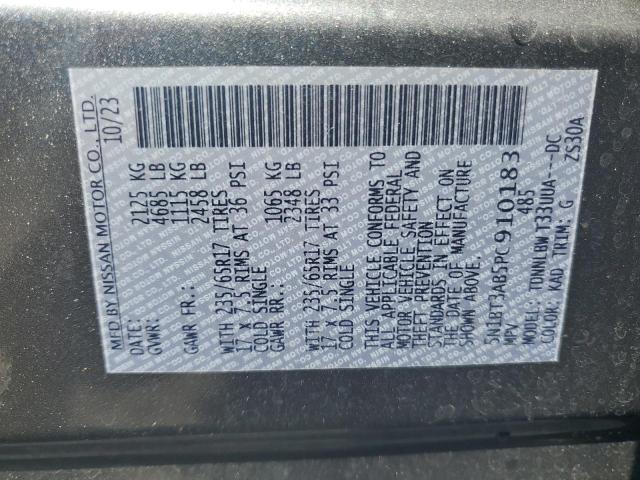 MFD BY NISSAN MOTOR CO., LTD.
DATE: 10/23
GVWR: 2125 KG
4685 LB
GAWR FR.: 1115 KG
2458 LB
WITH 235/65R17 TIRES
17 x 7.5 RIMS AT 36 PSI
COLD SINGLE
GAWR RR.: 1065 KG
2348 LB
WITH 235/65R17 TIRES
17 x 7.5 RIMS AT 33 PSI
COLD SINGLE
THIS VEHICLE CONFORMS TO
ALL APPLICABLE FEDERAL
MOTOR VEHICLE SAFETY AND
THEFT PREVENTION
STANDARDS IN EFFECT ON
THE DATE OF MANUFACTURE
SHOWN ABOVE.
5N1BT3AB5PC910183
MPV 485
MODEL: TDNNLBW T33UUA---DC
COLOR: KAD TRIM: G ZS30A